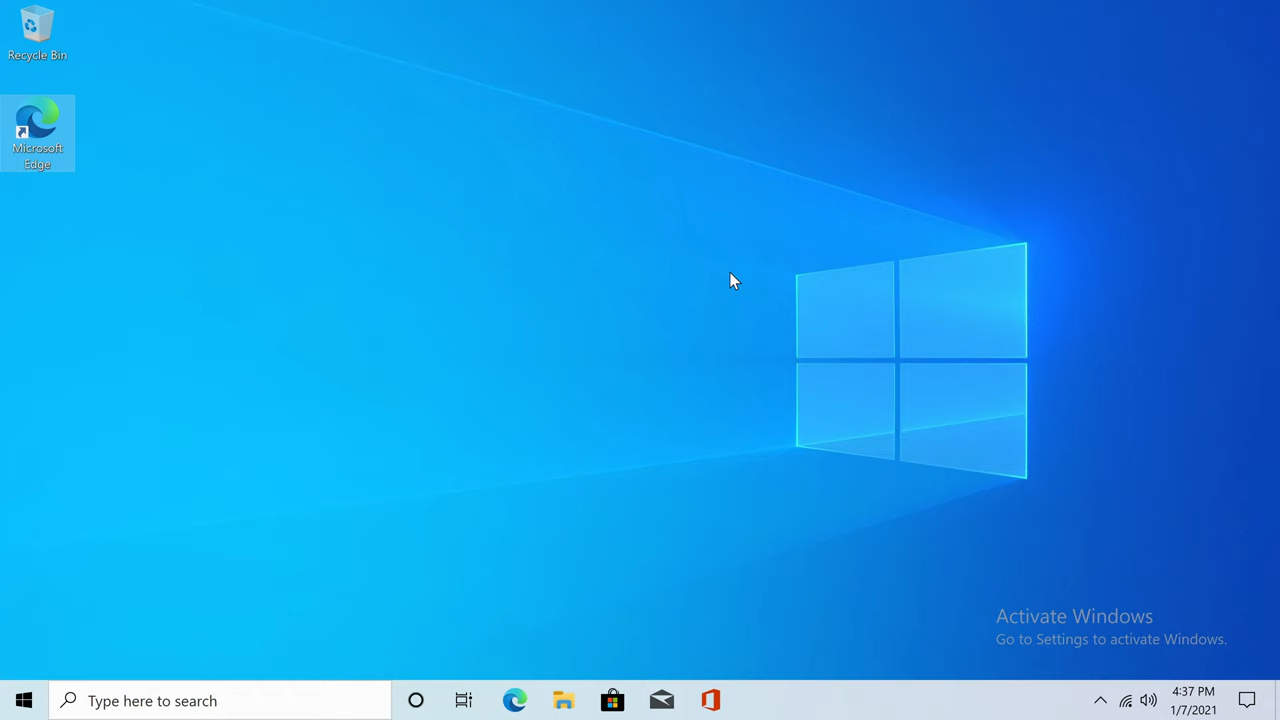 Recycle Bin
Microsoft
Edge
Activate Windows
Go to Settings to activate Windows.
Type here to search
4:37 PM
1/7/2021